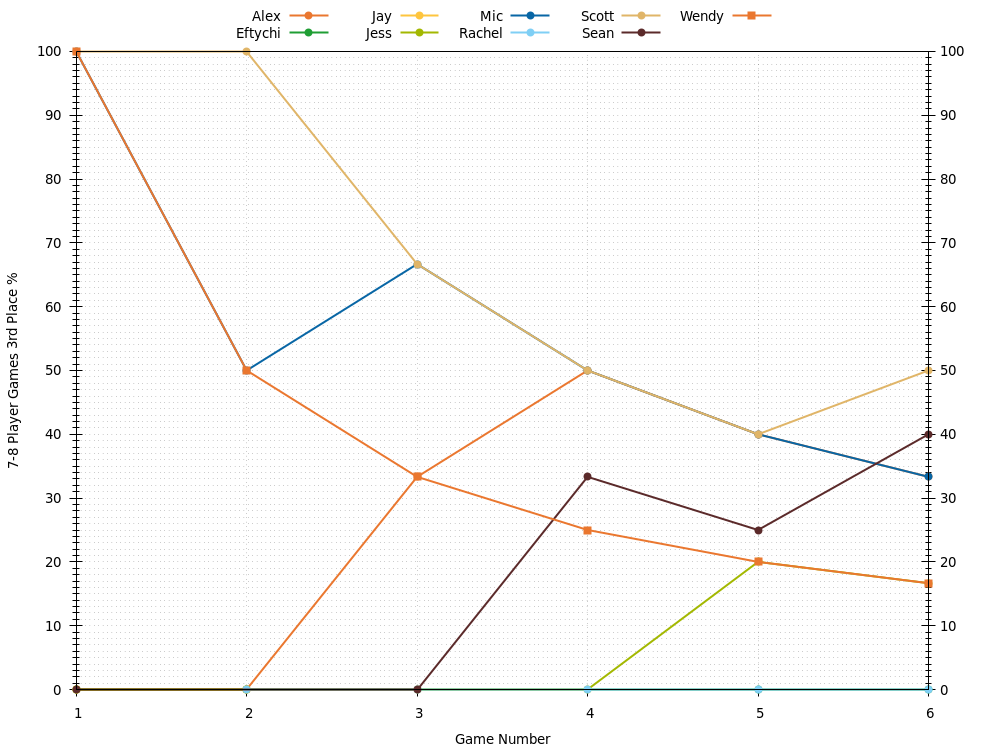 Alex Jay Mic Scott Wendy
Eftychi Jess Rachel Sean
100 100
90 90
80 80
70 70
60 60
50 50
40 40
30 30
20 20
10 10
0 0
1 2 3 4 5 6
7-8 Player Games 3rd Place %
Game Number